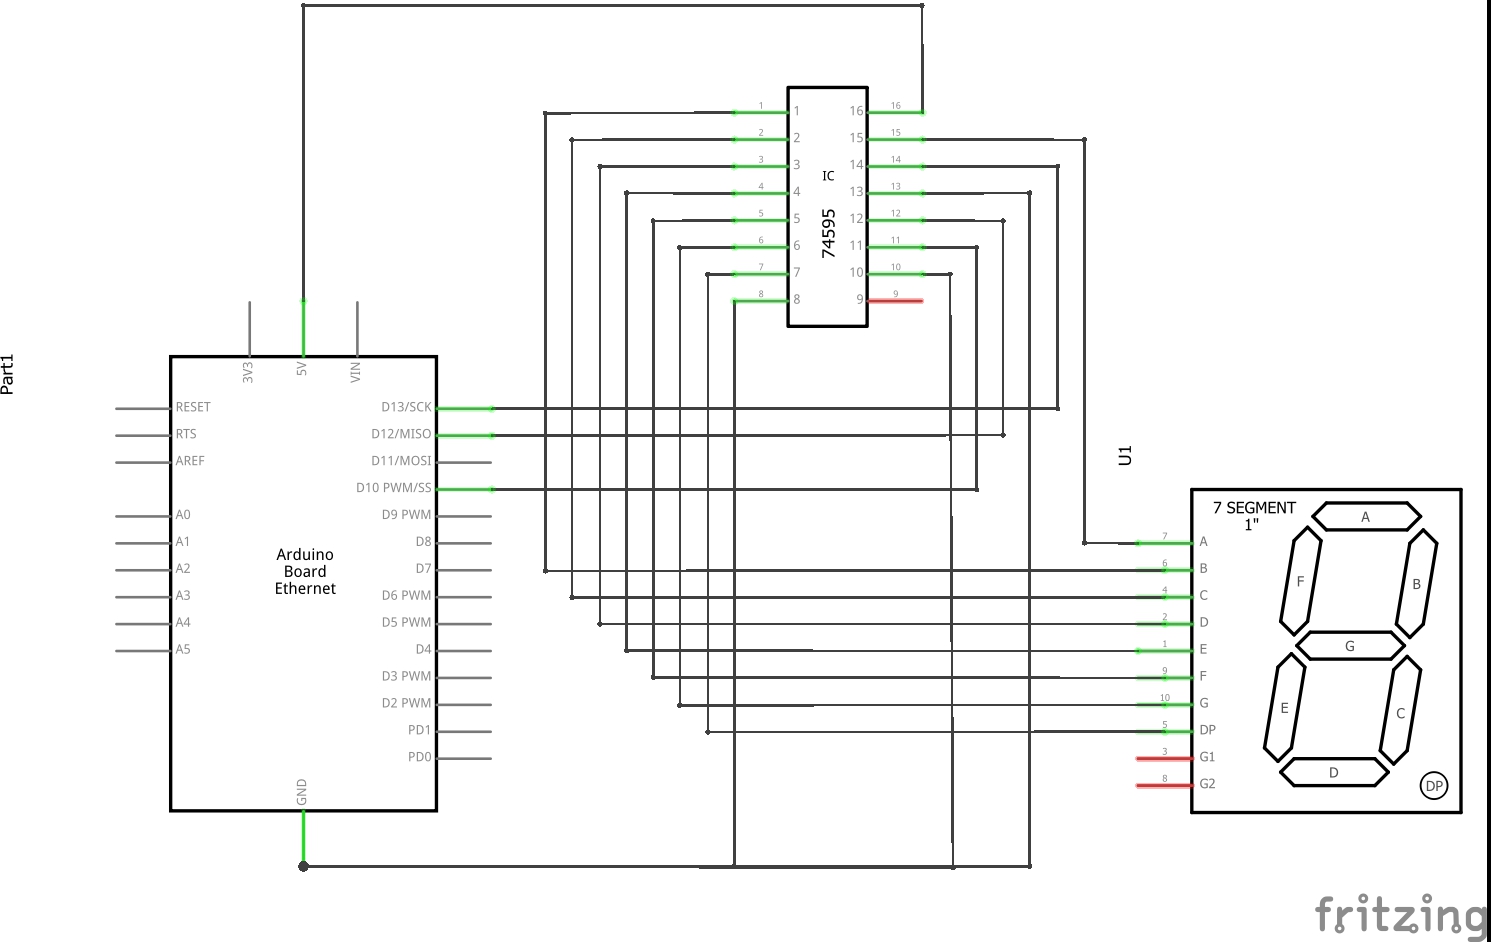 1 1 16 16
2 2 15 15
3 3 14 14
IC
4 4 13 13
5 5 12 12
74595
6 6 11 11
7 7 10 10
8 8 9 9
Part1
3V3 5V VIN
RESET D13/SCK
RTS D12/MISO
AREF D11/MOSI
D10 PWM/SS
A0 D9 PWM
A1 D8
A2 D7
A3 D6 PWM
A4 D5 PWM
A5 D4
D3 PWM
D2 PWM
PD1
PD0
Arduino
Board
Ethernet
GND
U1
7 SEGMENT
1"
7 A
6 B
4 C
2 D
1 E
9 F
10 G
5 DP
3 G1
8 G2
A
F B
G
E C
D
DP
fritzing